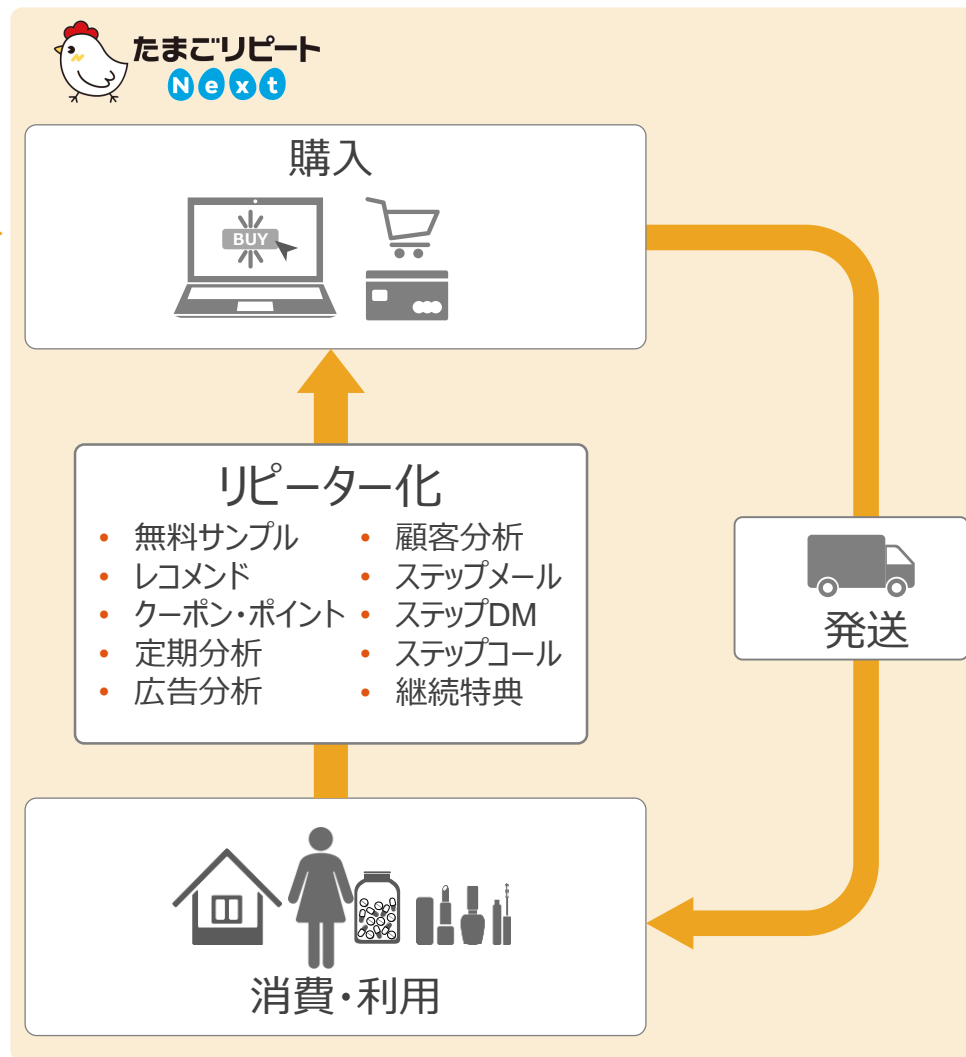 たまごリピート
Next
購入
BUY
リピーター化
• 無料サンプル
• レコメンド
• クーポン・ポイント
• 定期分析
• 広告分析
• 顧客分析
• ステップメール
• ステップDM
• ステップコール
• 継続特典
発送
消費・利用